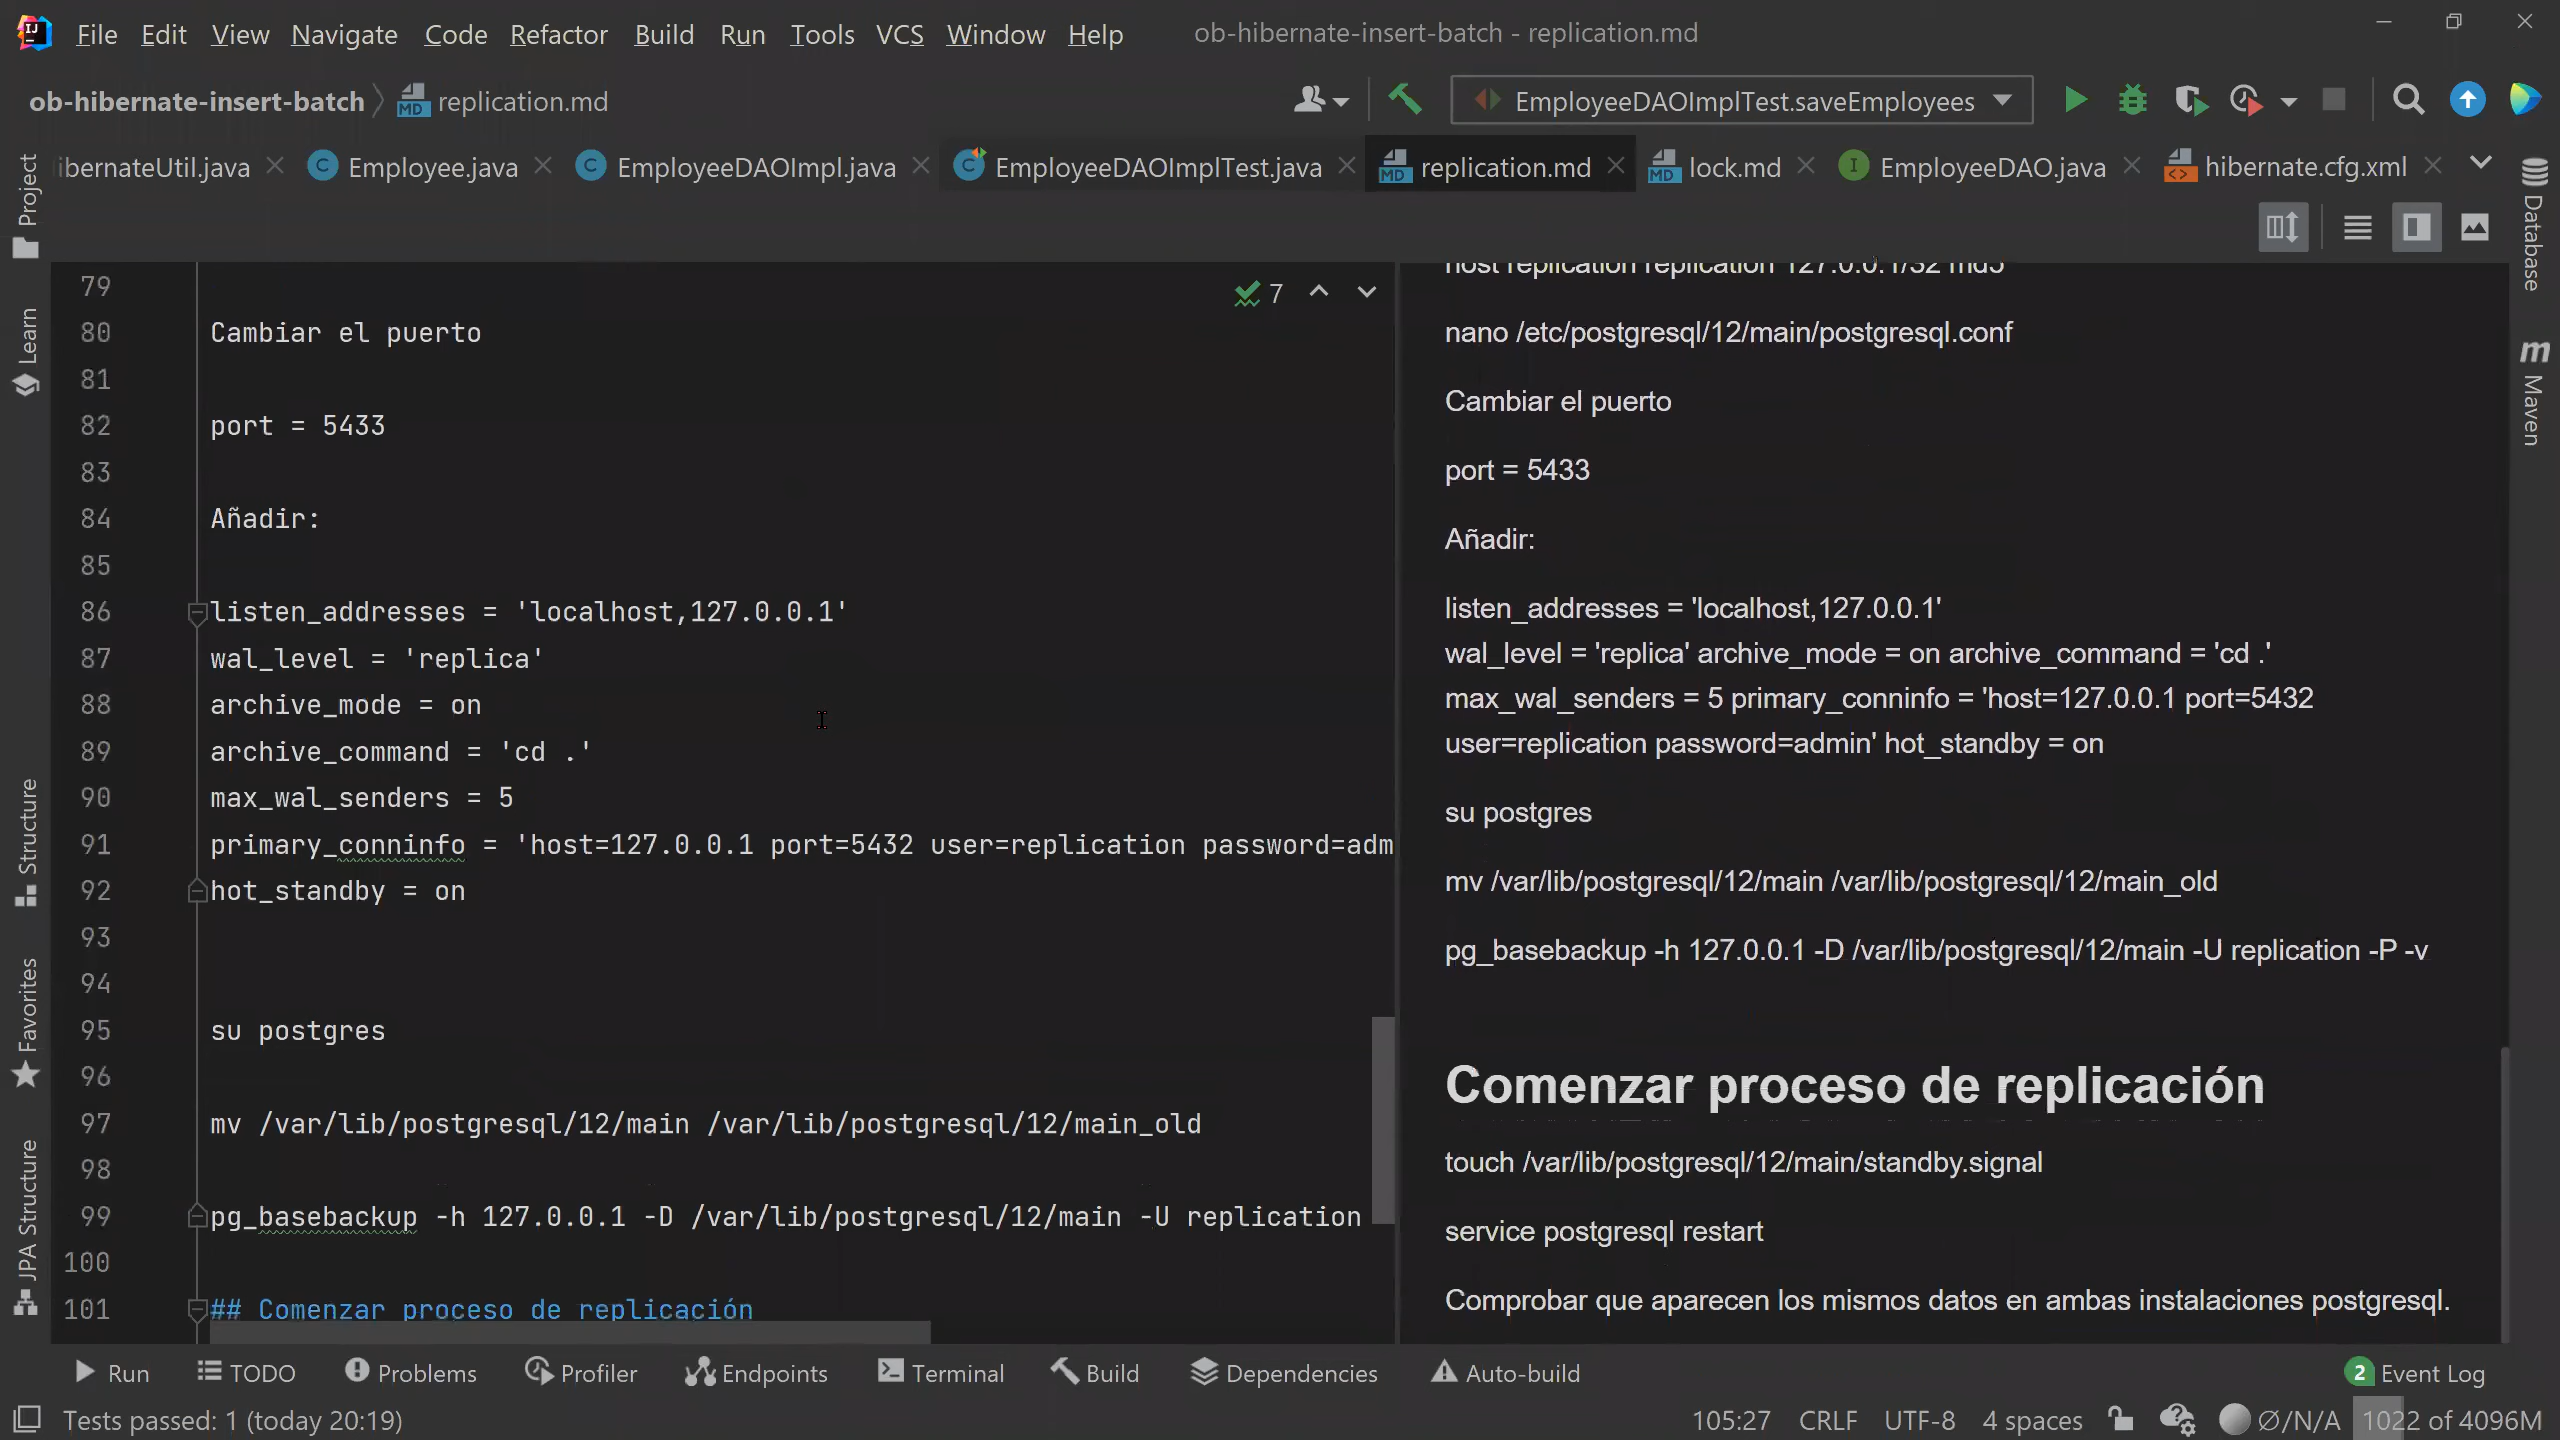 File Edit View Navigate Code Refactor Build Run Tools VCS Window Help ob-hibernate-insert-batch - replication.md
ob-hibernate-insert-batch replication.md EmployeeDAOImplTest.saveEmployees
ibernateUtil.java Employee.java EmployeeDAOImpl.java EmployeeDAOImplTest.java replication.md lock.md EmployeeDAO.java hibernate.cfg.xml
Project
Learn
Structure
Favorites
JPA Structure
7
79
80 Cambiar el puerto
81
82 port = 5433
83
84 Añadir:
85
86 listen_addresses = 'localhost,127.0.0.1'
87 wal_level = 'replica'
88 archive_mode = on
89 archive_command = 'cd .'
90 max_wal_senders = 5
91 primary_conninfo = 'host=127.0.0.1 port=5432 user=replication password=adm
92 hot_standby = on
93
94
95 su postgres
96
97 mv /var/lib/postgresql/12/main /var/lib/postgresql/12/main_old
98
99 pg_basebackup -h 127.0.0.1 -D /var/lib/postgresql/12/main -U replication
100
101 ## Comenzar proceso de replicación
host replication replication 127.0.0.1/32 md5
nano /etc/postgresql/12/main/postgresql.conf
Cambiar el puerto
port = 5433
Añadir:
listen_addresses = 'localhost,127.0.0.1'
wal_level = 'replica' archive_mode = on archive_command = 'cd .'
max_wal_senders = 5 primary_conninfo = 'host=127.0.0.1 port=5432
user=replication password=admin' hot_standby = on
su postgres
mv /var/lib/postgresql/12/main /var/lib/postgresql/12/main_old
pg_basebackup -h 127.0.0.1 -D /var/lib/postgresql/12/main -U replication -P -v
Comenzar proceso de replicación
touch /var/lib/postgresql/12/main/standby.signal
service postgresql restart
Comprobar que aparecen los mismos datos en ambas instalaciones postgresql.
Database
m Maven
Run TODO Problems Profiler Endpoints Terminal Build Dependencies Auto-build 2 Event Log
Tests passed: 1 (today 20:19) 105:27 CRLF UTF-8 4 spaces Ø/N/A 1022 of 4096M